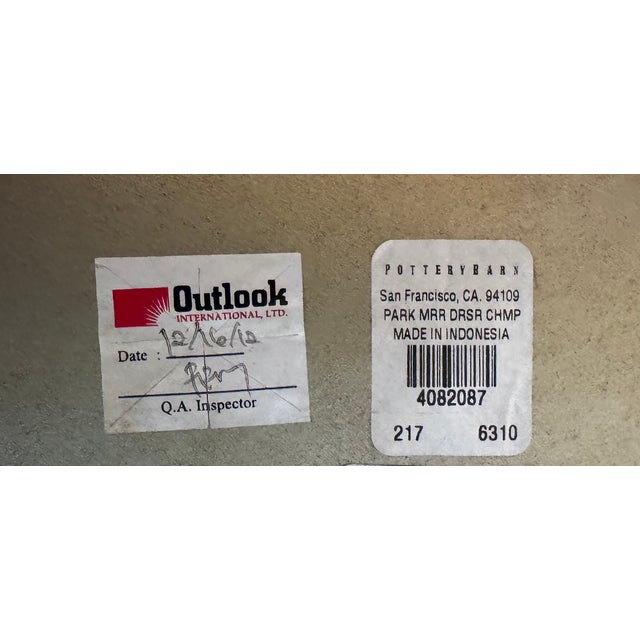 Outlook
INTERNATIONAL, LTD.
Date : 12/16/12
Q.A. Inspector
POTTERYBARN
San Francisco, CA. 94109
PARK MRR DRSR CHMP
MADE IN INDONESIA
4082087
217 6310